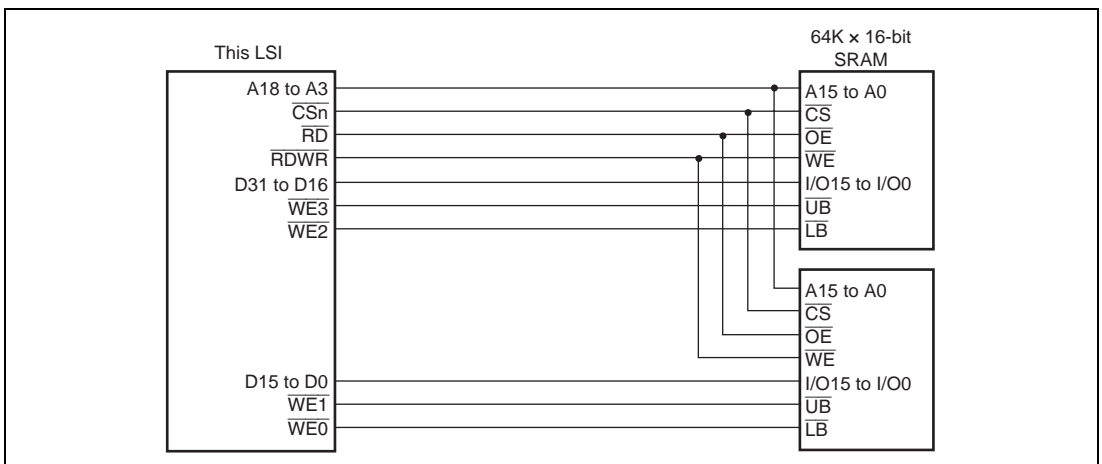 This LSI
A18 to A3
CSn
RD
RDWR
D31 to D16
WE3
WE2
D15 to D0
WE1
WE0
64K × 16-bit
SRAM
A15 to A0
CS
OE
WE
I/O15 to I/O0
UB
LB
A15 to A0
CS
OE
WE
I/O15 to I/O0
UB
LB